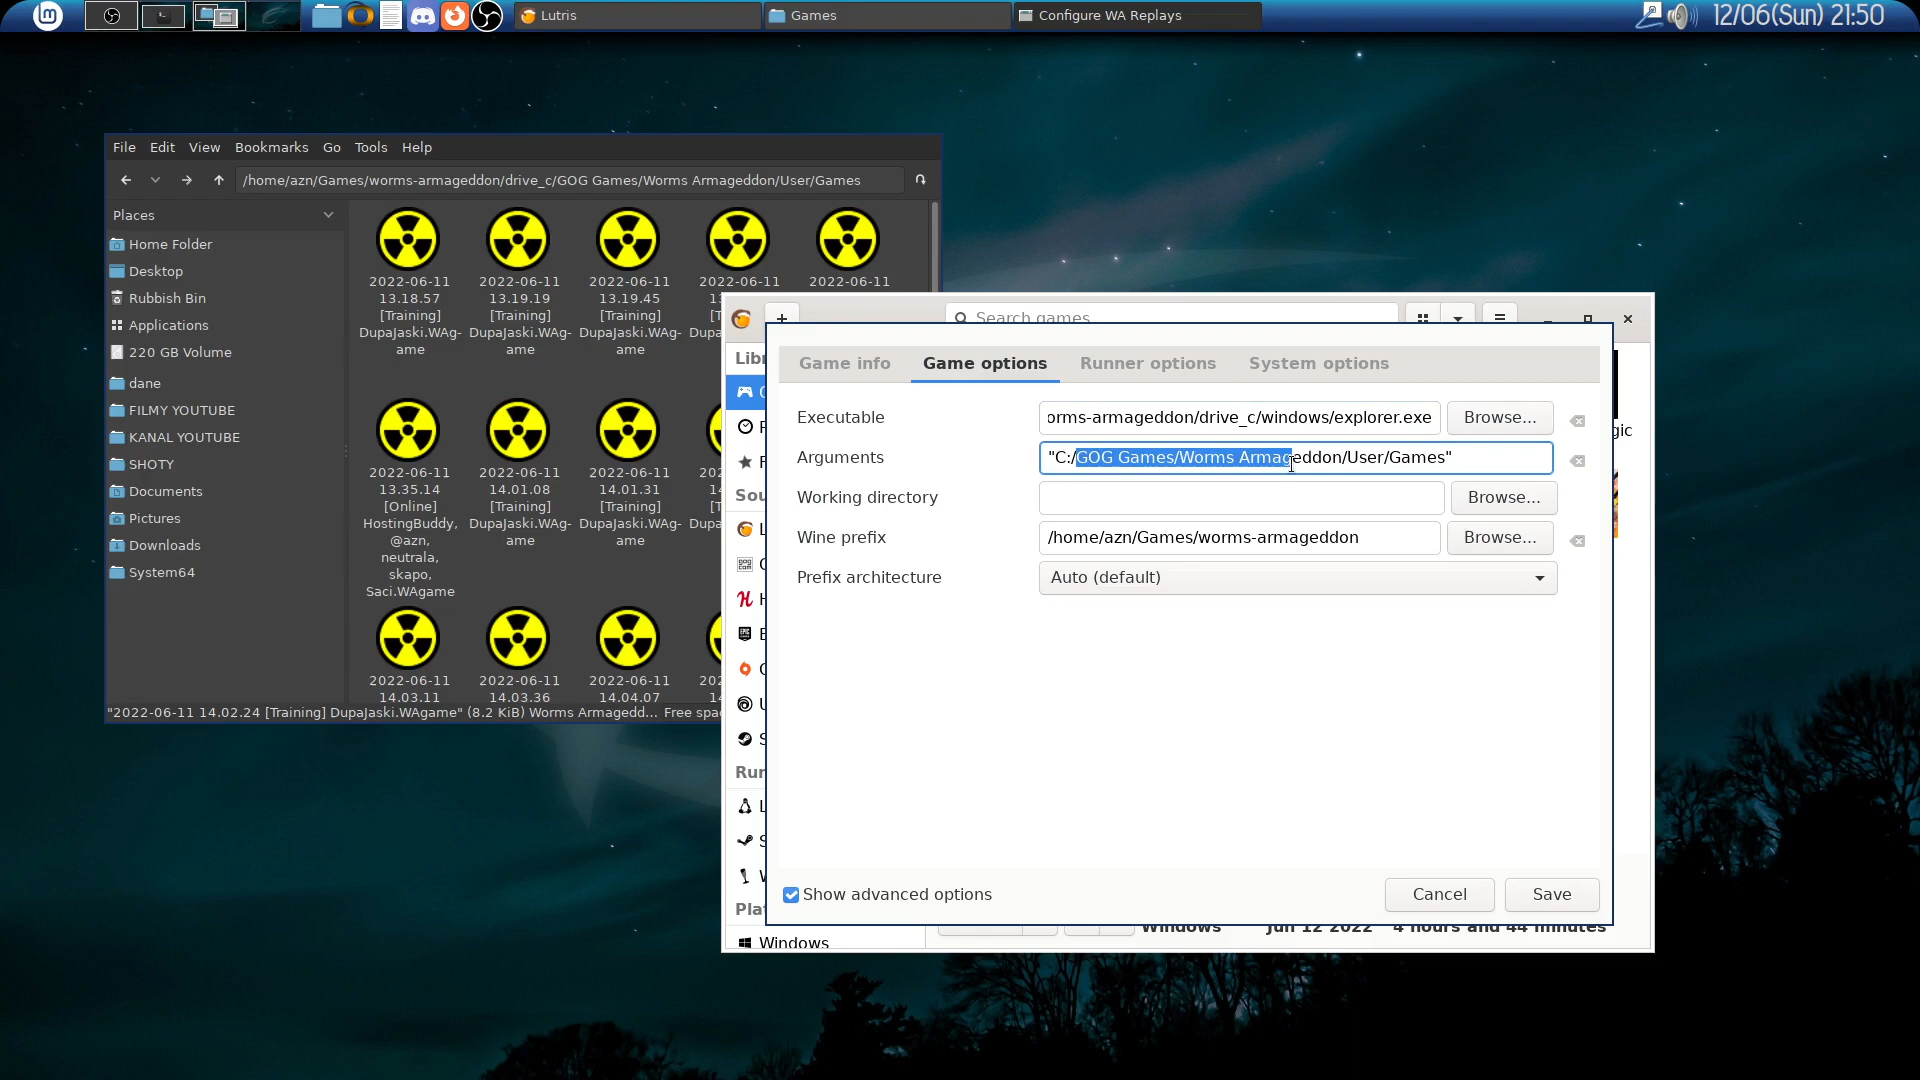 Lutris
Games
Configure WA Replays
12/06(Sun) 21:50
File Edit View Bookmarks Go Tools Help
/home/azn/Games/worms-armageddon/drive_c/GOG Games/Worms Armageddon/User/Games
Places
Home Folder
Desktop
Rubbish Bin
Applications
220 GB Volume
dane
FILMY YOUTUBE
KANAL YOUTUBE
SHOTY
Documents
Pictures
Downloads
System64
2022-06-11
13.18.57
[Training]
DupaJaski.WAg-
ame
2022-06-11
13.19.19
[Training]
DupaJaski.WAg-
ame
2022-06-11
13.19.45
[Training]
DupaJaski.WAg-
ame
2022-06-11
2022-06-11
2022-06-11
13.35.14
[Online]
HostingBuddy,
@azn,
neutrala,
skapo,
Saci.WAgame
2022-06-11
14.01.08
[Training]
DupaJaski.WAg-
ame
2022-06-11
14.01.31
[Training]
DupaJaski.WAg-
ame
2022-06-11
14.03.11
2022-06-11
14.03.36
2022-06-11
14.04.07
"2022-06-11 14.02.24 [Training] DupaJaski.WAgame" (8.2 KiB) Worms Armagedd... Free spa
Search games
Game info
Game options
Runner options
System options
Executable
orms-armageddon/drive_c/windows/explorer.exe
Browse...
Arguments
"C:/GOG Games/Worms Armageddon/User/Games"
Working directory
Browse...
Wine prefix
/home/azn/Games/worms-armageddon
Browse...
Prefix architecture
Auto (default)
Show advanced options
Cancel
Save
gic
Windows
Windows
Jun 12 2022
4 hours and 44 minutes